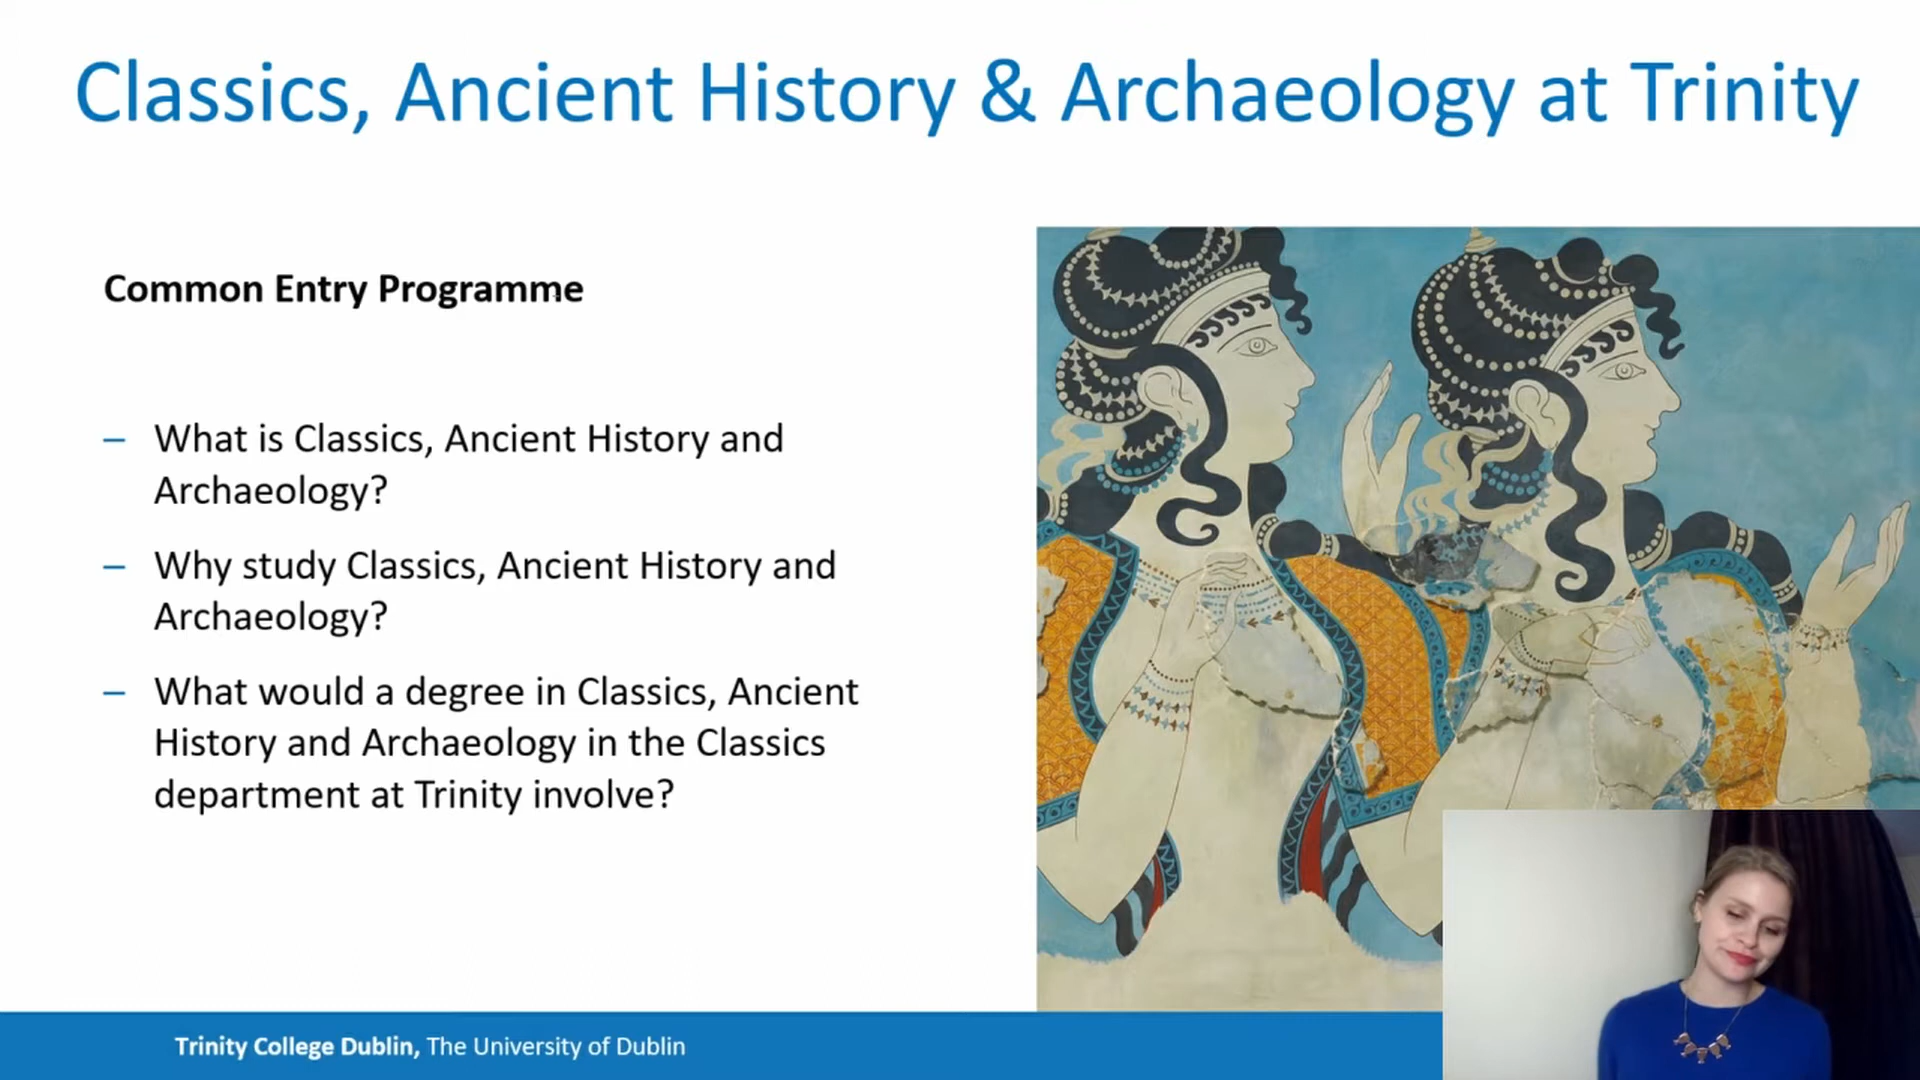 Classics, Ancient History & Archaeology at Trinity
Common Entry Programme
– What is Classics, Ancient History and
Archaeology?
– Why study Classics, Ancient History and
Archaeology?
– What would a degree in Classics, Ancient
History and Archaeology in the Classics
department at Trinity involve?
Trinity College Dublin, The University of Dublin